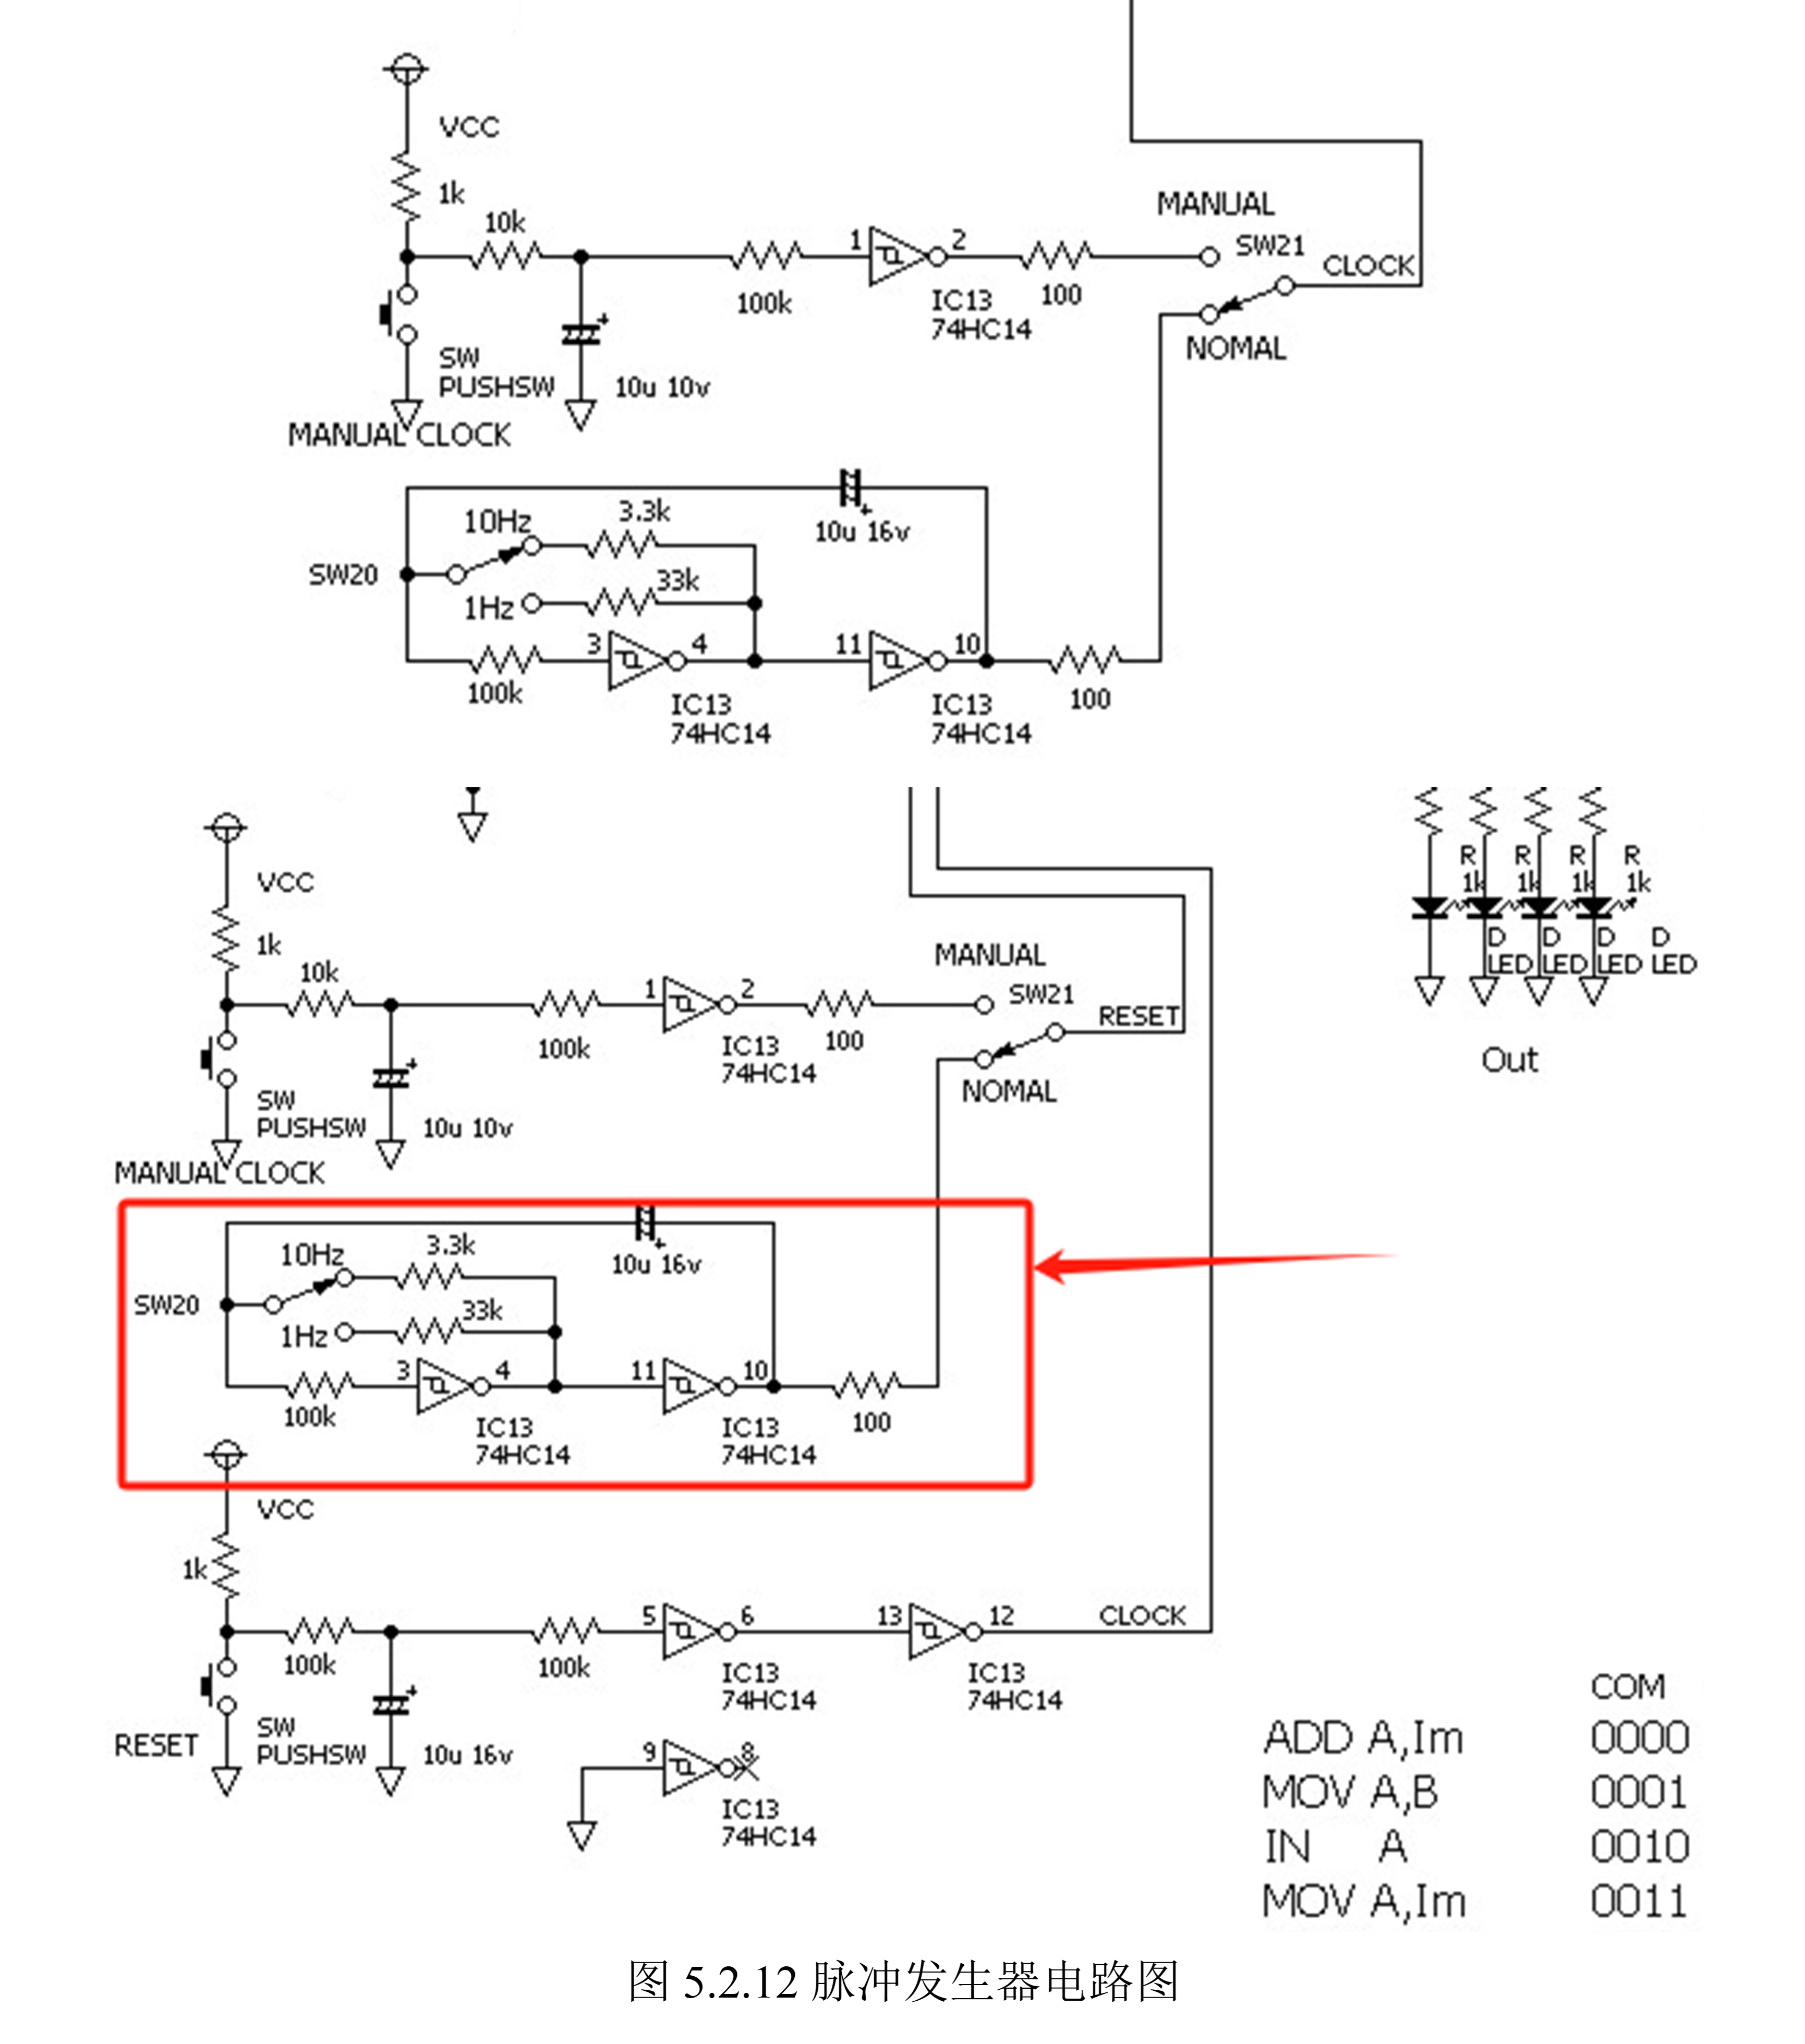 VCC
1k
10k
100k
1
2
IC13
74HC14
100
MANUAL
SW21
CLOCK
NOMAL
SW
PUSHSW
10u 10v
MANUAL CLOCK
10u 16v
SW20
10Hz
3.3k
1Hz
33k
100k
3
4
IC13
74HC14
11
10
IC13
74HC14
100
VCC
1k
10k
100k
1
2
IC13
74HC14
100
MANUAL
SW21
RESET
NOMAL
SW
PUSHSW
10u 10v
MANUAL CLOCK
R R R R
1k 1k 1k 1k
D D D D
LED LED LED LED
Out
10u 16v
SW20
10Hz
3.3k
1Hz
33k
100k
3
4
IC13
74HC14
11
10
IC13
74HC14
100
VCC
1k
100k
100k
5
6
IC13
74HC14
13
12
IC13
74HC14
CLOCK
RESET
SW
PUSHSW
10u 16v
9
8
IC13
74HC14
COM
ADD A,Im 0000
MOV A,B 0001
IN A 0010
MOV A,Im 0011
图 5.2.12 脉冲发生器电路图